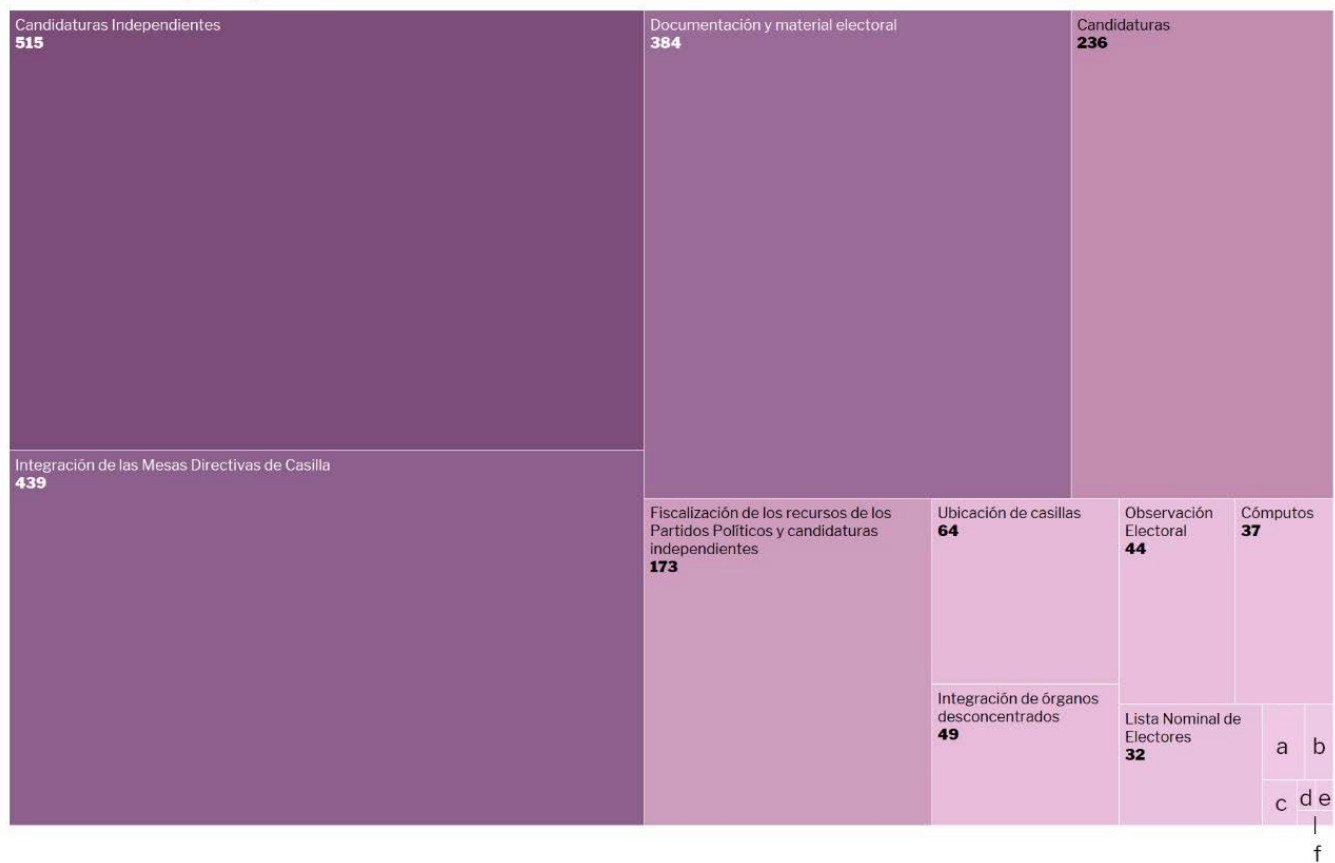 Candidaturas Independientes
515
Documentación y material electoral
384
Candidaturas
236
Integración de las Mesas Directivas de Casilla
439
Fiscalización de los recursos de los
Partidos Políticos y candidaturas
independientes
173
Ubicación de casillas
64
Observación
Electoral
44
Cómputos
37
Integración de órganos
desconcentrados
49
Lista Nominal de
Electores
32
a
b
c
d
e
f